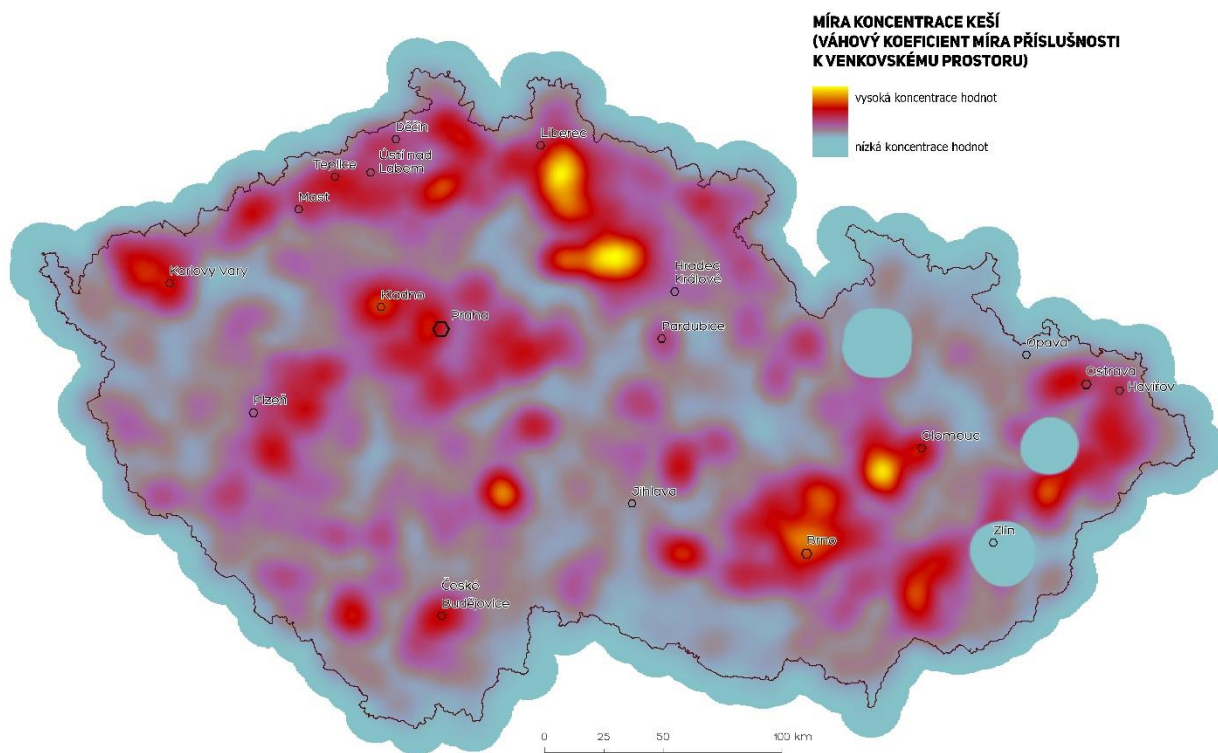 MÍRA KONCENTRACE KEŠÍ
(VÁHOVÝ KOEFICIENT MÍRA PŘÍSLUŠNOSTI
K VENKOVSKÉMU PROSTORU)
vysoká koncentrace hodnot
nízká koncentrace hodnot
Děčín
Liberec
Ústí nad
Labem
Teplice
Most
Karlovy Vary
Hradec
Králové
Kladno
Praha
Pardubice
Opava
Ostrava
Havířov
Plzeň
Olomouc
Jihlava
Zlín
Brno
České
Budějovice
0 25 50 100 km